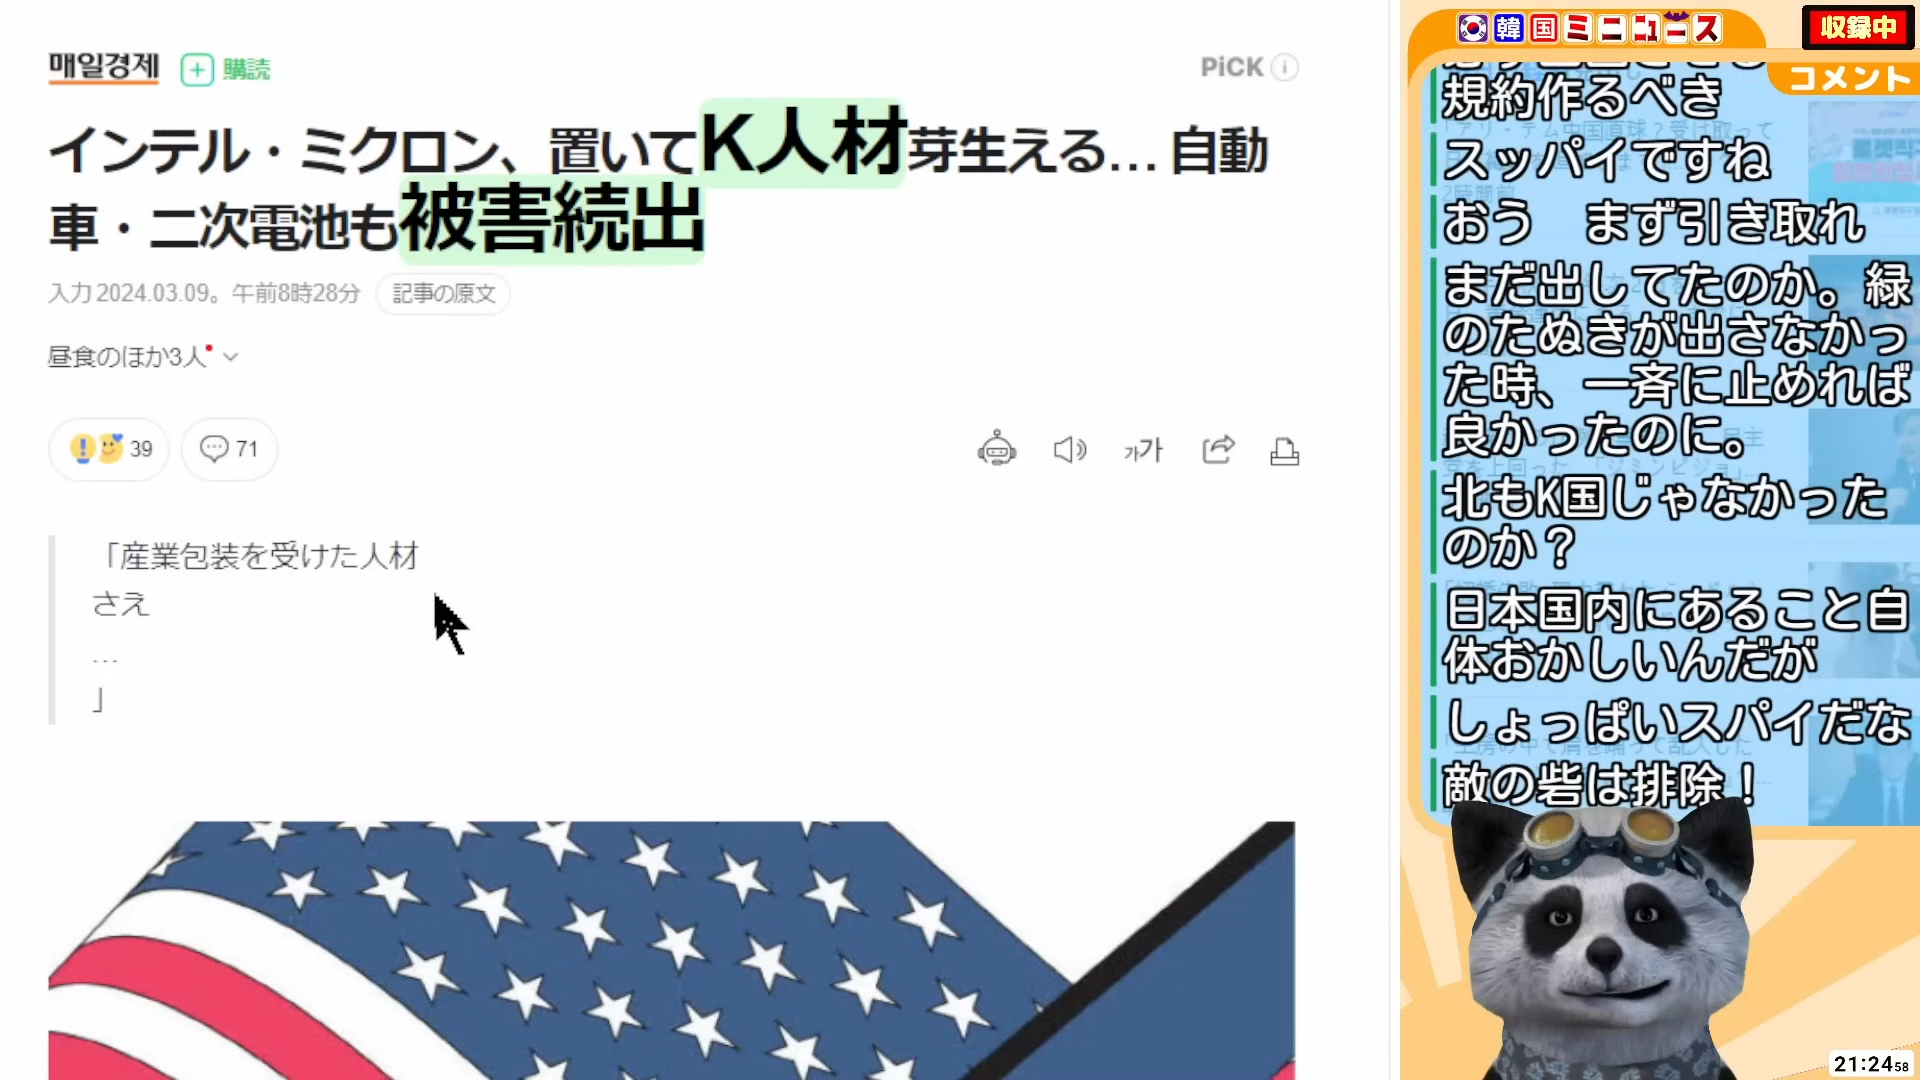 매일경제
購読
PiCK
インテル・ミクロン、置いてK人材芽生える… 自動
車・二次電池も被害続出
入力 2024.03.09。午前8時28分
記事の原文
昼食のほか3人
39
71
가가
「産業包装を受けた人材
さえ
…
」
韓国ミニニュース
収録中
コメント
規約作るべき
スッパイですね
おう　まず引き取れ
まだ出してたのか。緑
のたぬきが出さなかっ
た時、一斉に止めれば
良かったのに。
北もK国じゃなかった
のか？
日本国内にあること自
体おかしいんだが
しょっぱいスパイだな
敵の砦は排除！
21:24 58